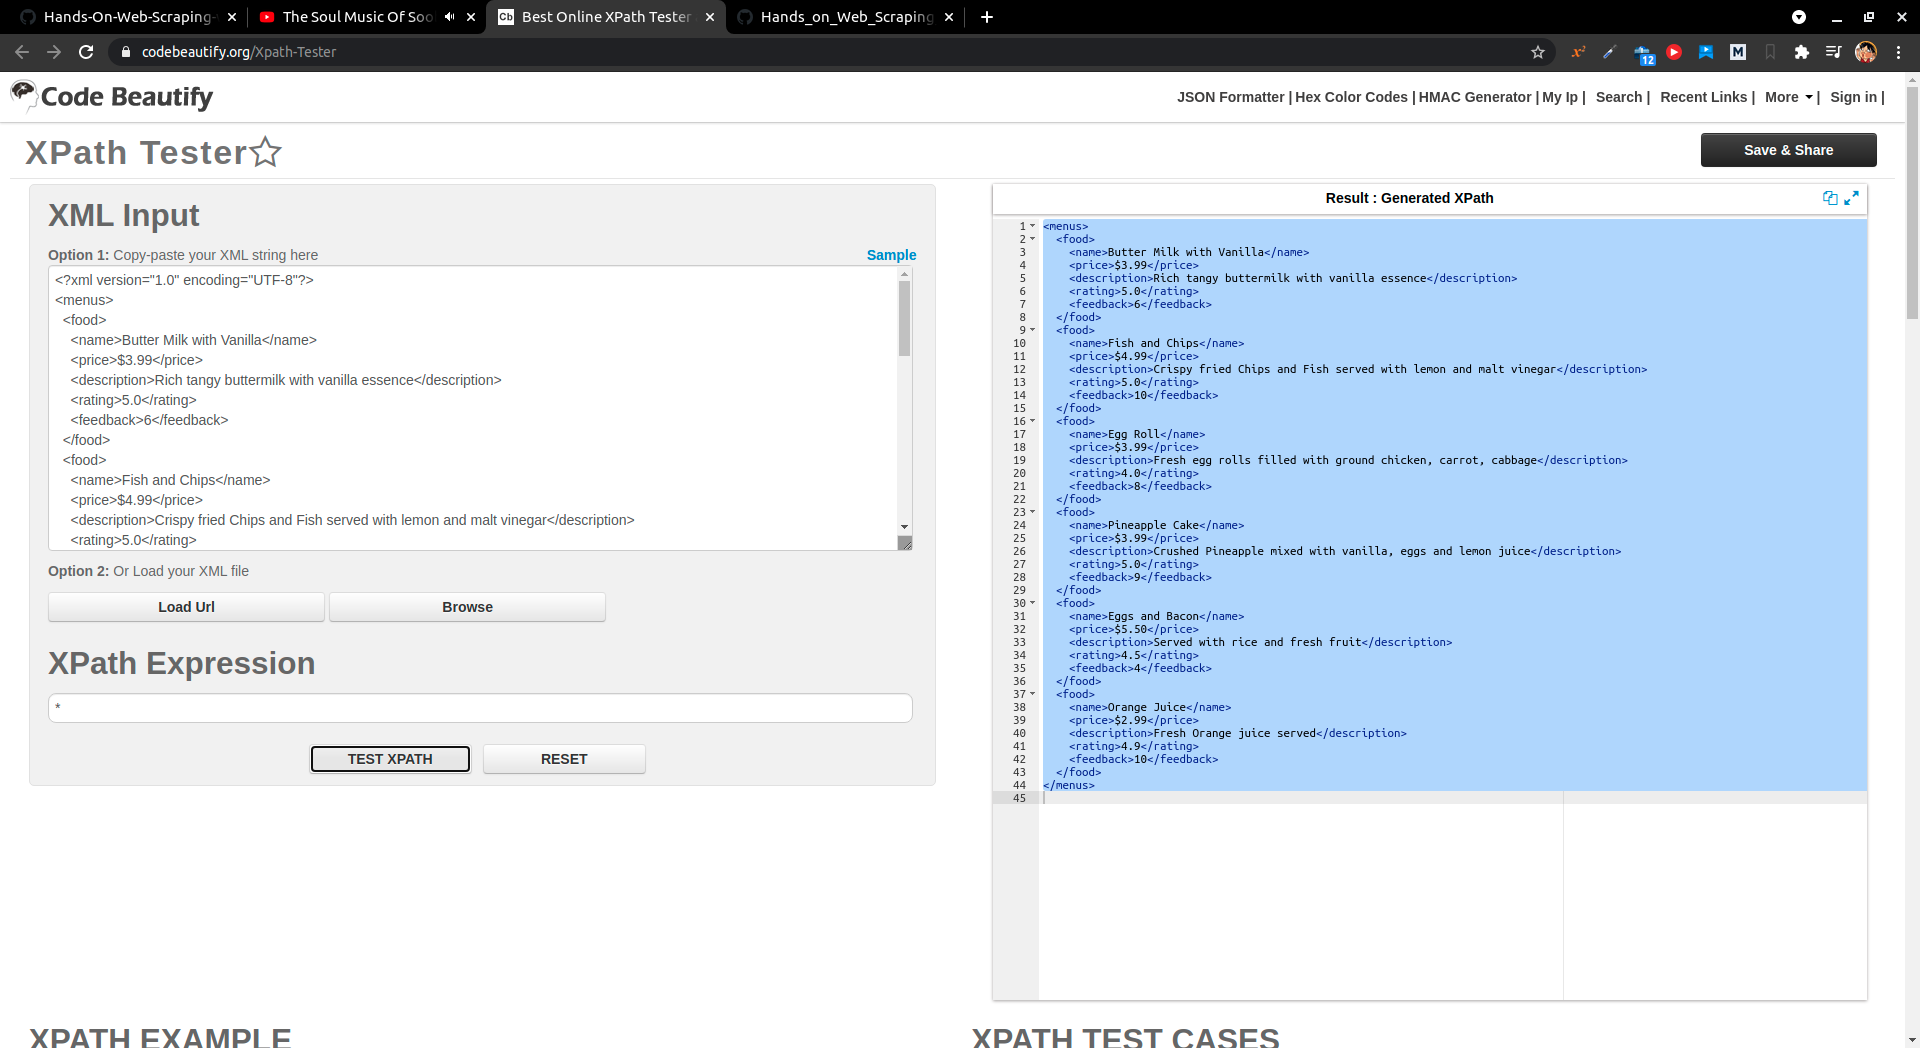 Hands-On-Web-Scraping-
The Soul Music Of Soo
Best Online XPath Tester
Hands_on_Web_Scraping
codebeautify.org/Xpath-Tester
12
Code Beautify
JSON Formatter | Hex Color Codes | HMAC Generator | My Ip | Search | Recent Links | More | Sign in |
XPath Tester
Save & Share
XML Input
Option 1: Copy-paste your XML string here
Sample
<?xml version="1.0" encoding="UTF-8"?>
<menus>
<food>
<name>Butter Milk with Vanilla</name>
<price>$3.99</price>
<description>Rich tangy buttermilk with vanilla essence</description>
<rating>5.0</rating>
<feedback>6</feedback>
</food>
<food>
<name>Fish and Chips</name>
<price>$4.99</price>
<description>Crispy fried Chips and Fish served with lemon and malt vinegar</description>
<rating>5.0</rating>
Option 2: Or Load your XML file
Load Url
Browse
XPath Expression
*
TEST XPATH
RESET
Result : Generated XPath
1 <menus>
2 <food>
3 <name>Butter Milk with Vanilla</name>
4 <price>$3.99</price>
5 <description>Rich tangy buttermilk with vanilla essence</description>
6 <rating>5.0</rating>
7 <feedback>6</feedback>
8 </food>
9 <food>
10 <name>Fish and Chips</name>
11 <price>$4.99</price>
12 <description>Crispy fried Chips and Fish served with lemon and malt vinegar</description>
13 <rating>5.0</rating>
14 <feedback>10</feedback>
15 </food>
16 <food>
17 <name>Egg Roll</name>
18 <price>$3.99</price>
19 <description>Fresh egg rolls filled with ground chicken, carrot, cabbage</description>
20 <rating>4.0</rating>
21 <feedback>8</feedback>
22 </food>
23 <food>
24 <name>Pineapple Cake</name>
25 <price>$3.99</price>
26 <description>Crushed Pineapple mixed with vanilla, eggs and lemon juice</description>
27 <rating>5.0</rating>
28 <feedback>9</feedback>
29 </food>
30 <food>
31 <name>Eggs and Bacon</name>
32 <price>$5.50</price>
33 <description>Served with rice and fresh fruit</description>
34 <rating>4.5</rating>
35 <feedback>4</feedback>
36 </food>
37 <food>
38 <name>Orange Juice</name>
39 <price>$2.99</price>
40 <description>Fresh Orange juice served</description>
41 <rating>4.9</rating>
42 <feedback>10</feedback>
43 </food>
44 </menus>
45
XPATH EXAMPLE
XPATH TEST CASES